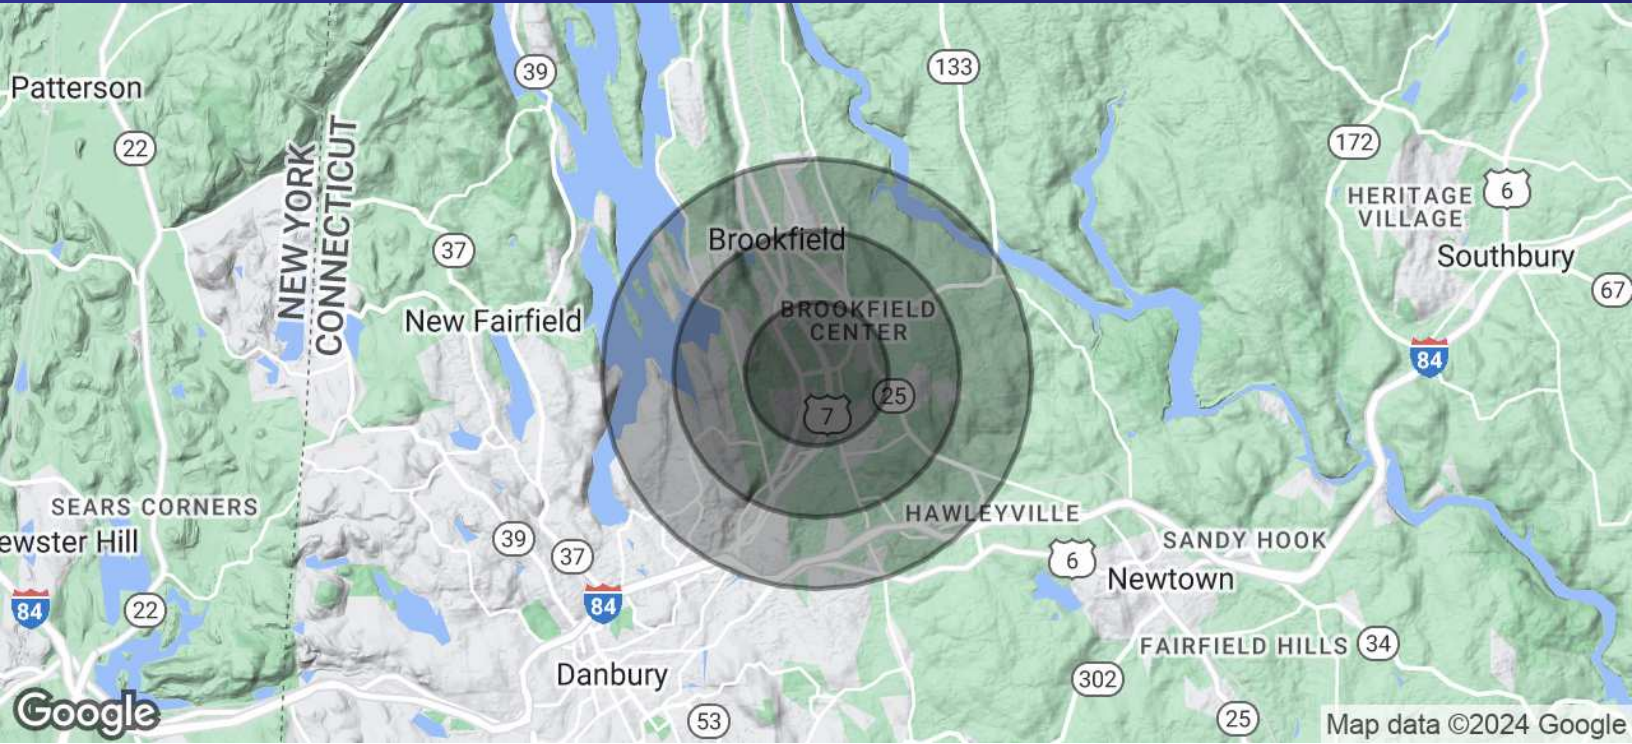 39
133
Patterson
22
172
NEW YORK
CONNECTICUT
HERITAGE
VILLAGE
6
37
Brookfield
Southbury
67
New Fairfield
BROOKFIELD
CENTER
84
25
7
SEARS CORNERS
HAWLEYVILLE
ewster Hill
39
37
6
SANDY HOOK
Newtown
84
22
84
FAIRFIELD HILLS
34
Danbury
302
Google
53
25
Map data ©2024 Google